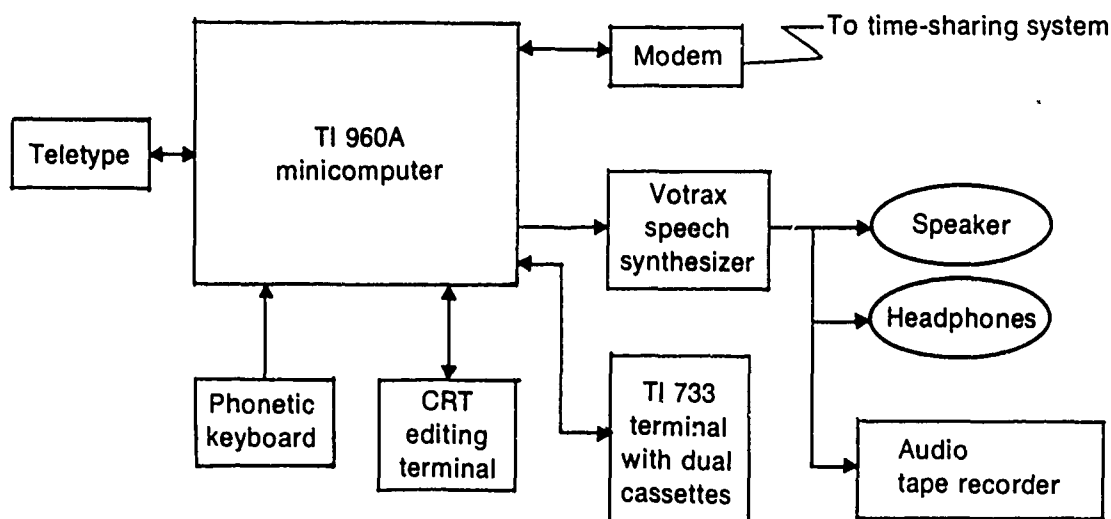 To time-sharing system
Modem
TI 960A
minicomputer
Teletype
Votrax
speech
synthesizer
Speaker
Headphones
Phonetic
keyboard
CRT
editing
terminal
TI 733
terminal
with dual
cassettes
Audio
tape recorder